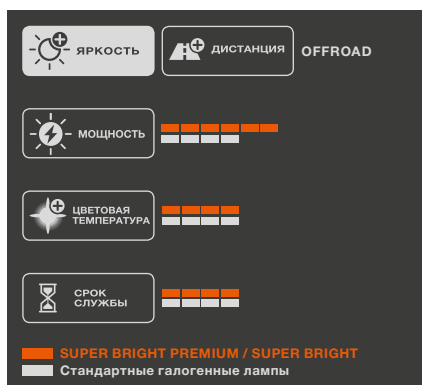 ЯРКОСТЬ
ДИСТАНЦИЯ
OFFROAD
МОЩНОСТЬ
ЦВЕТОВАЯ
ТЕМПЕРАТУРА
СРОК
СЛУЖБЫ
SUPER BRIGHT PREMIUM / SUPER BRIGHT
Стандартные галогенные лампы